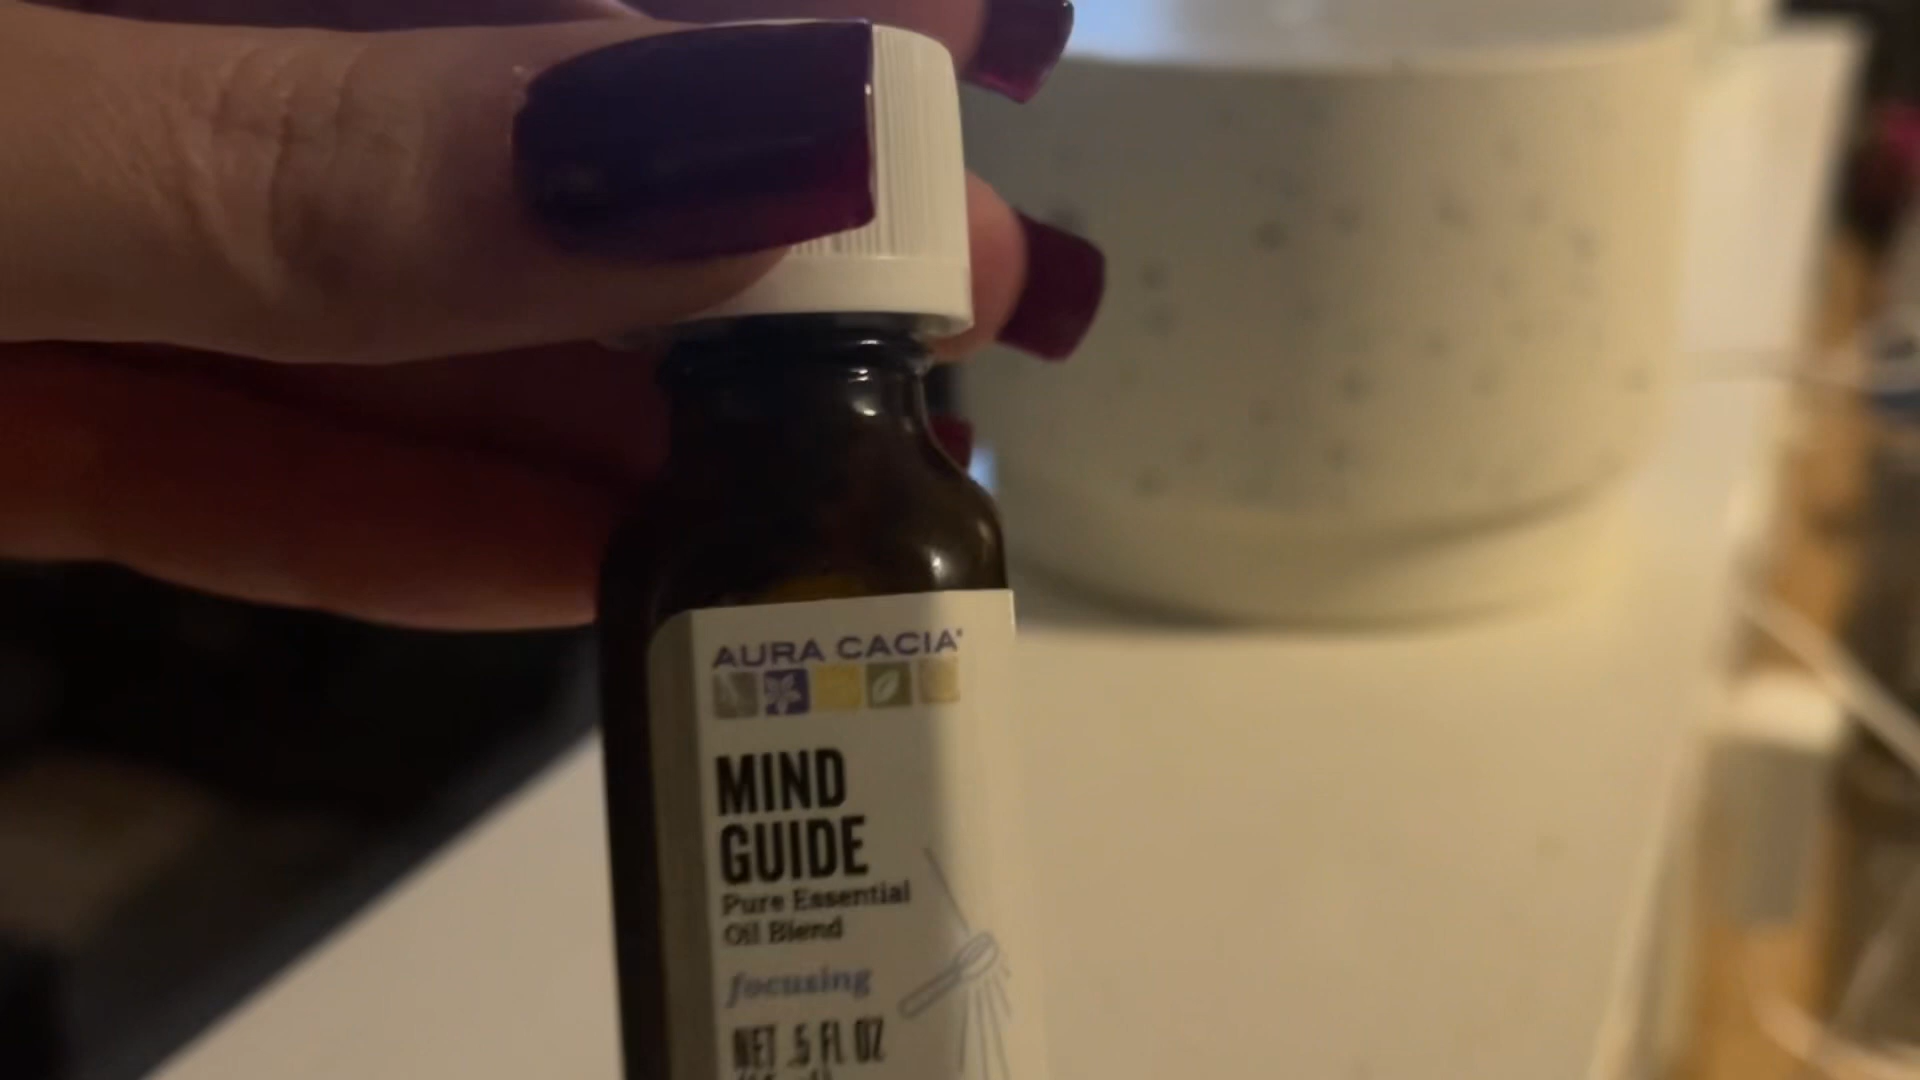 AURA CACIA
MIND
GUIDE
Pure Essential
Oil Blend
focusing
NET .5 FL OZ